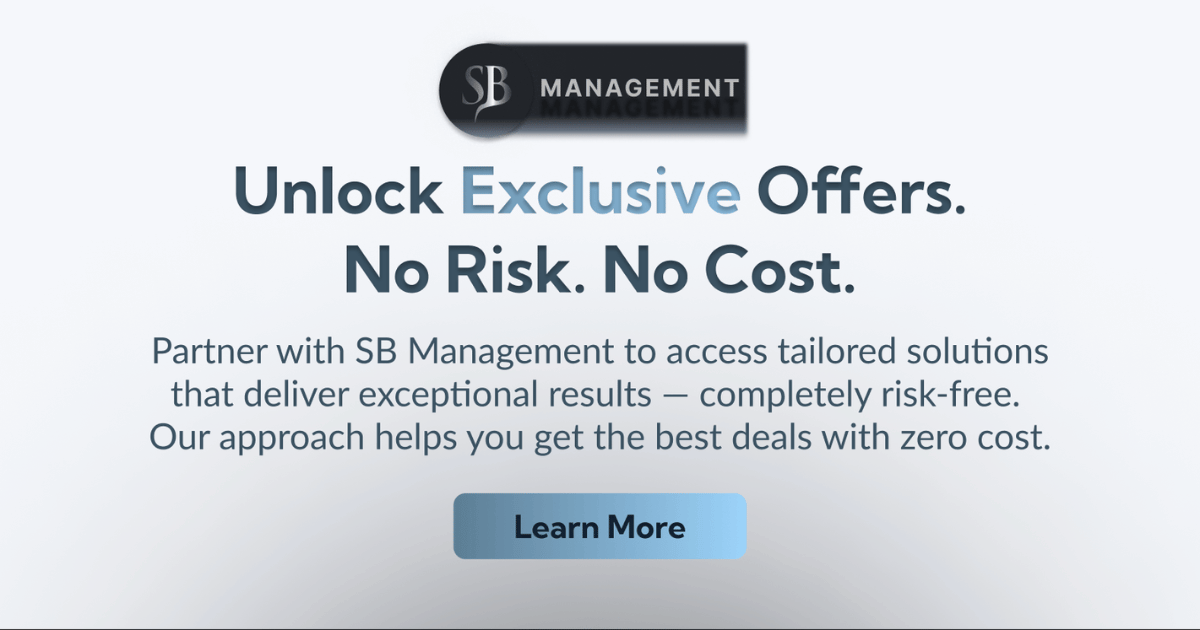 SB MANAGEMENT
Unlock Exclusive Offers.
No Risk. No Cost.
Partner with SB Management to access tailored solutions
that deliver exceptional results — completely risk-free.
Our approach helps you get the best deals with zero cost.
Learn More